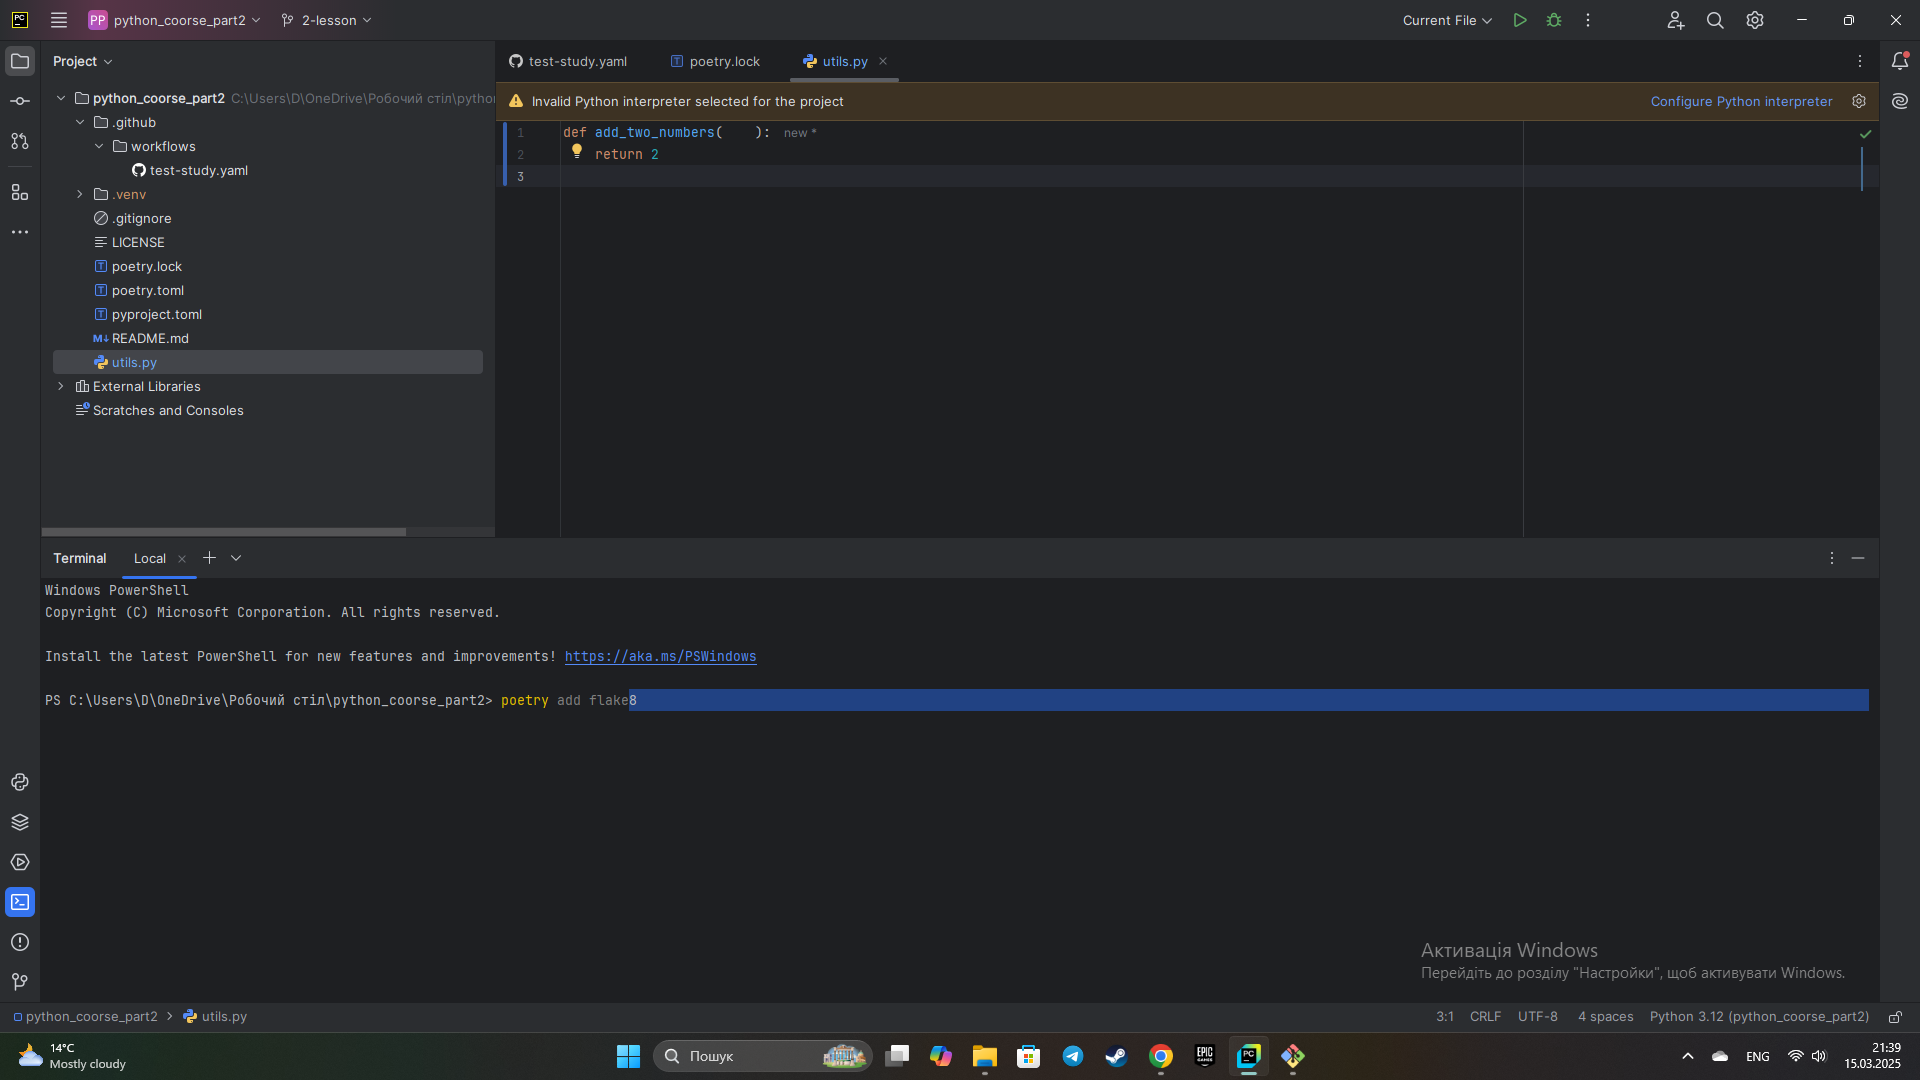 PC
PP python_coorse_part2
2-lesson
Current File
Project
python_coorse_part2 C:\Users\D\OneDrive\Робочий стіл\python
.github
workflows
test-study.yaml
.venv
.gitignore
LICENSE
poetry.lock
poetry.toml
pyproject.toml
M↓ README.md
utils.py
External Libraries
Scratches and Consoles
test-study.yaml
poetry.lock
utils.py
Invalid Python interpreter selected for the project
Configure Python interpreter
1 def add_two_numbers(    ): new *
2 return 2
3
Terminal
Local
Windows PowerShell
Copyright (C) Microsoft Corporation. All rights reserved.
Install the latest PowerShell for new features and improvements! https://aka.ms/PSWindows
PS C:\Users\D\OneDrive\Робочий стіл\python_coorse_part2> poetry add flake8
Активація Windows
Перейдіть до розділу "Настройки", щоб активувати Windows.
python_coorse_part2 > utils.py
3:1 CRLF UTF-8 4 spaces Python 3.12 (python_coorse_part2)
14°C
Mostly cloudy
Пошук
EPIC GAMES
PC
ENG
21:39
15.03.2025